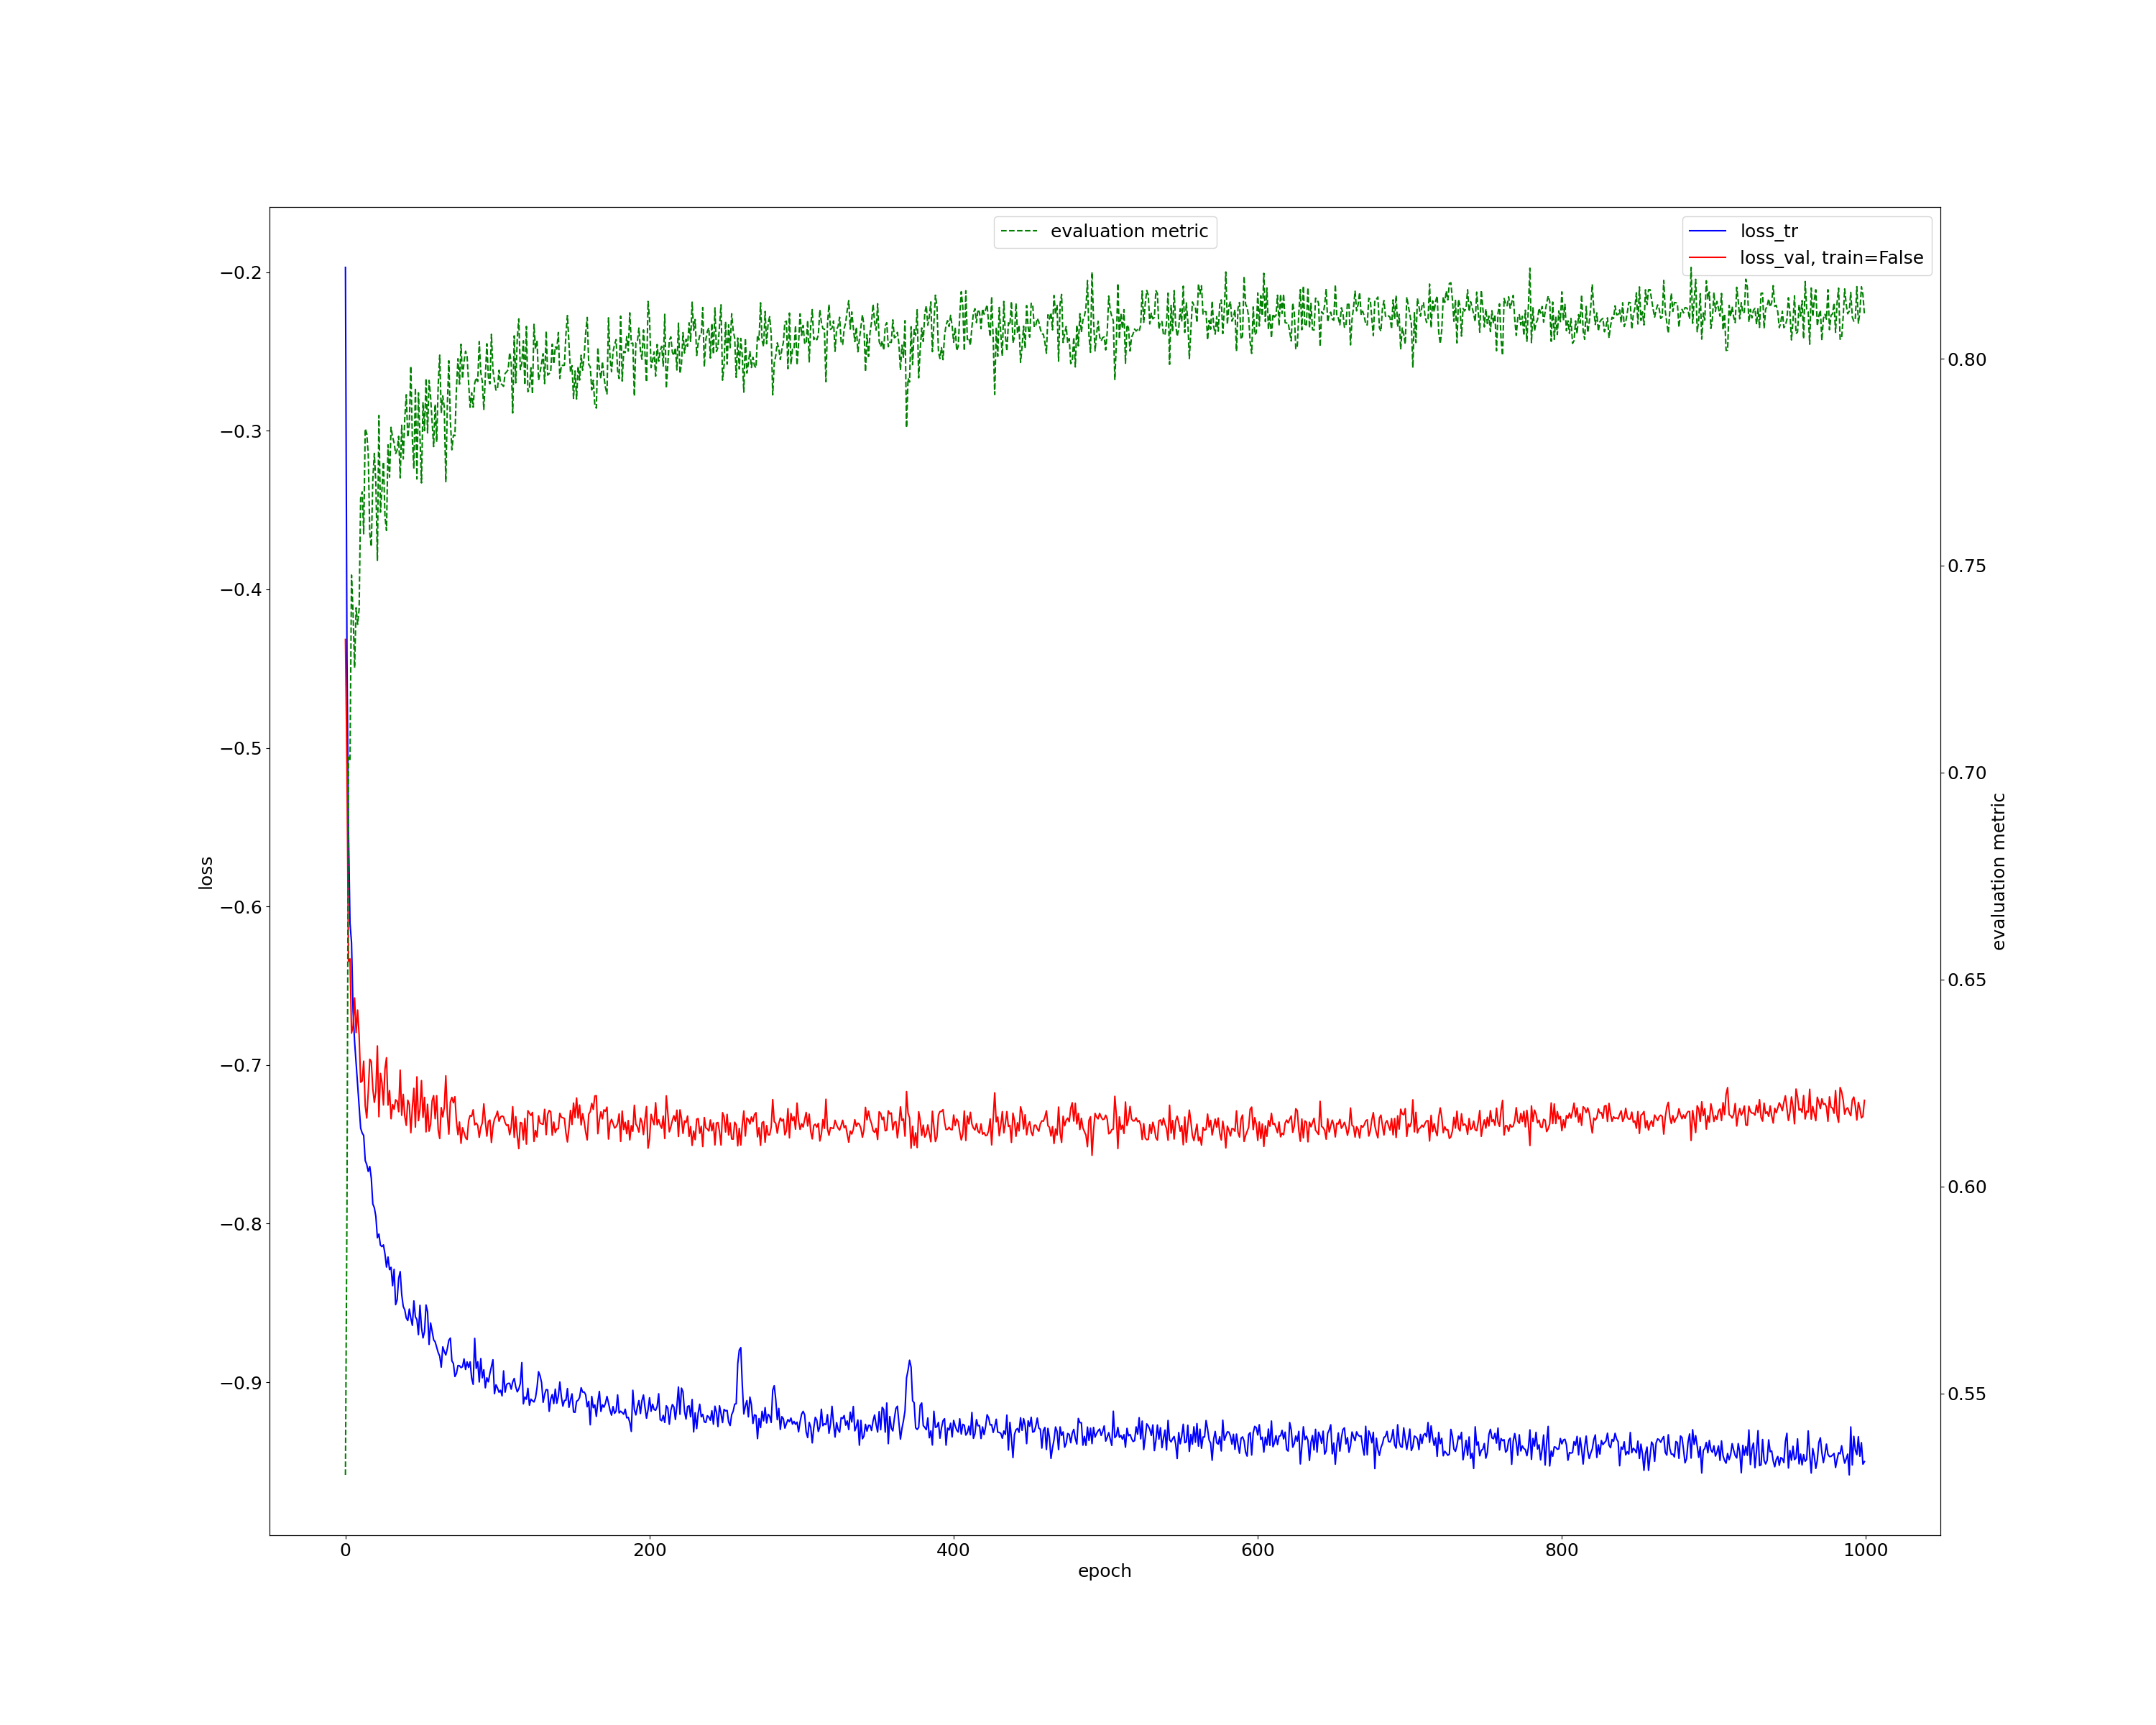 evaluation metric
loss_tr
loss_val, train=False
−0.2
−0.3
−0.4
−0.5
−0.6
−0.7
−0.8
−0.9
loss
0.80
0.75
0.70
0.65
0.60
0.55
evaluation metric
0 200 400 600 800 1000
epoch